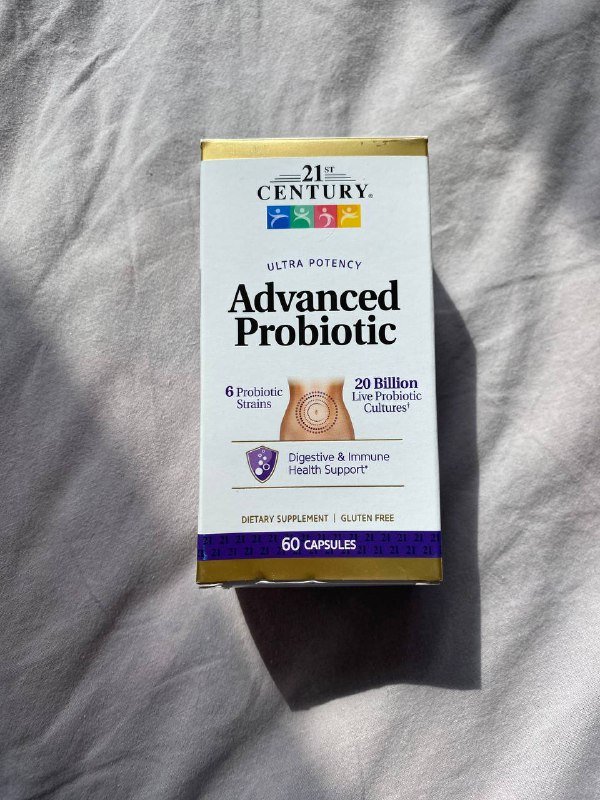 21ST
CENTURY®
ULTRA POTENCY
Advanced
Probiotic
6 Probiotic
Strains
20 Billion
Live Probiotic
Cultures†
Digestive & Immune
Health Support*
DIETARY SUPPLEMENT | GLUTEN FREE
60 CAPSULES